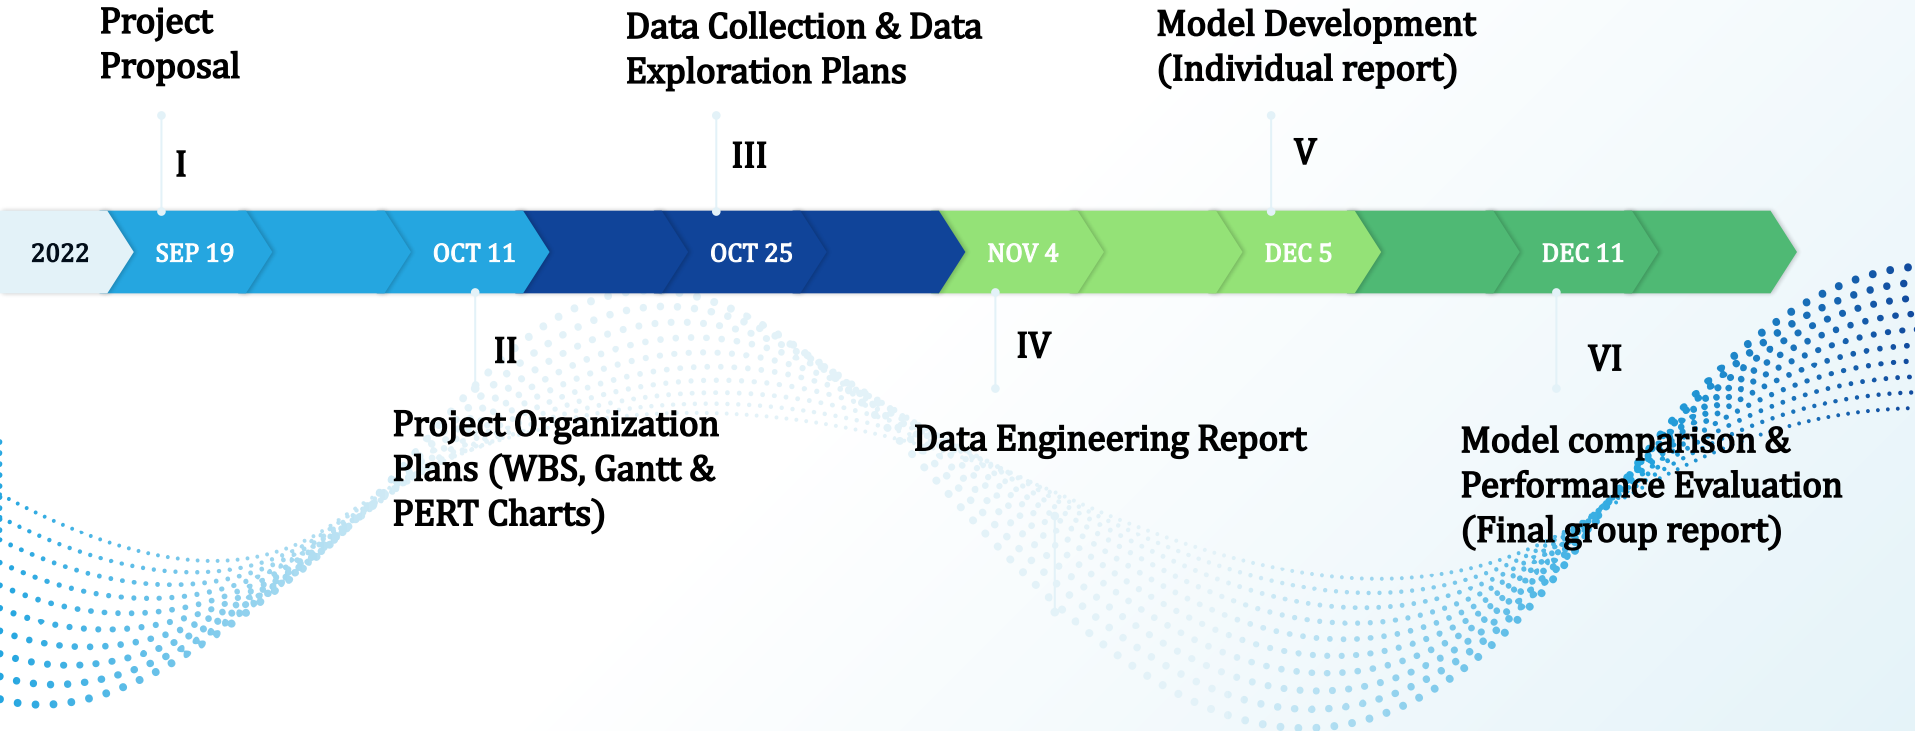 Project
Proposal
Data Collection & Data
Exploration Plans
Model Development
(Individual report)
I
III
V
2022
SEP 19
OCT 11
OCT 25
NOV 4
DEC 5
DEC 11
II
IV
VI
Project Organization
Plans (WBS, Gantt &
PERT Charts)
Data Engineering Report
Model comparison &
Performance Evaluation
(Final group report)